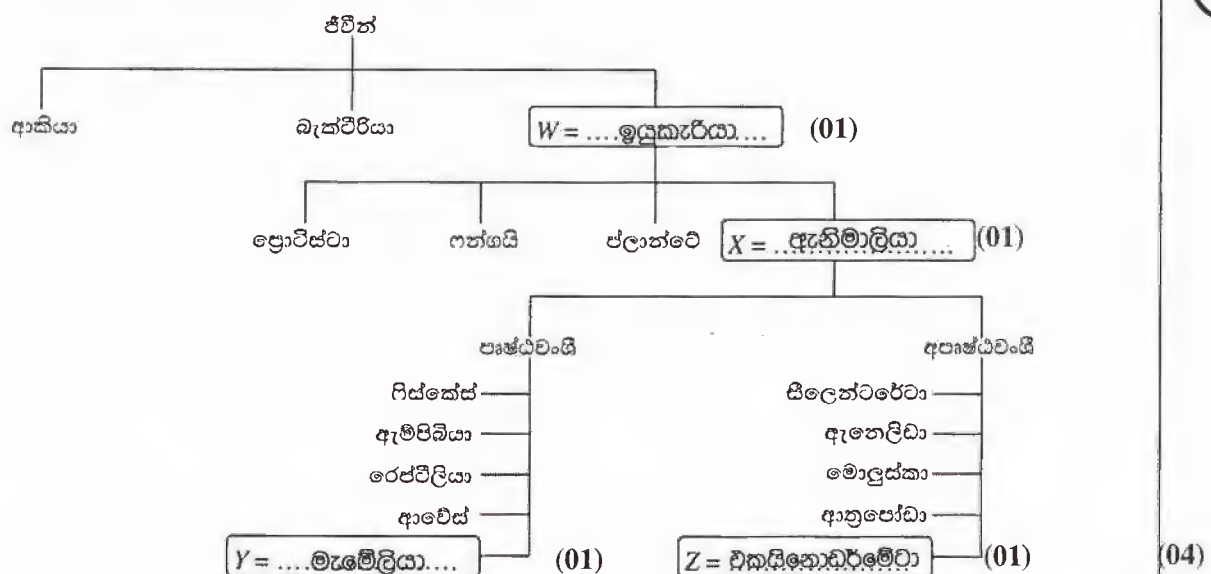 ජීවීන්
ආකියා බැක්ටීරියා W = ....ඉයුකැරියා.... (01)
ප්‍රොටිස්ටා ෆන්ගයි ප්ලාන්ටේ X = ....ඇනිමාලියා.... (01)
පෘෂ්ඨවංශී අපෘෂ්ඨවංශී
ෆිස්කේස් සීලෙන්ටරේටා
ඇම්පිබියා ඇනෙලිඩා
රෙප්ටීලියා මොලුස්කා
ආවේස් ආත්‍රපෝඩා
Y = ....මැමේලියා.... (01) Z = එකයිනොඩර්මේටා (01) (04)